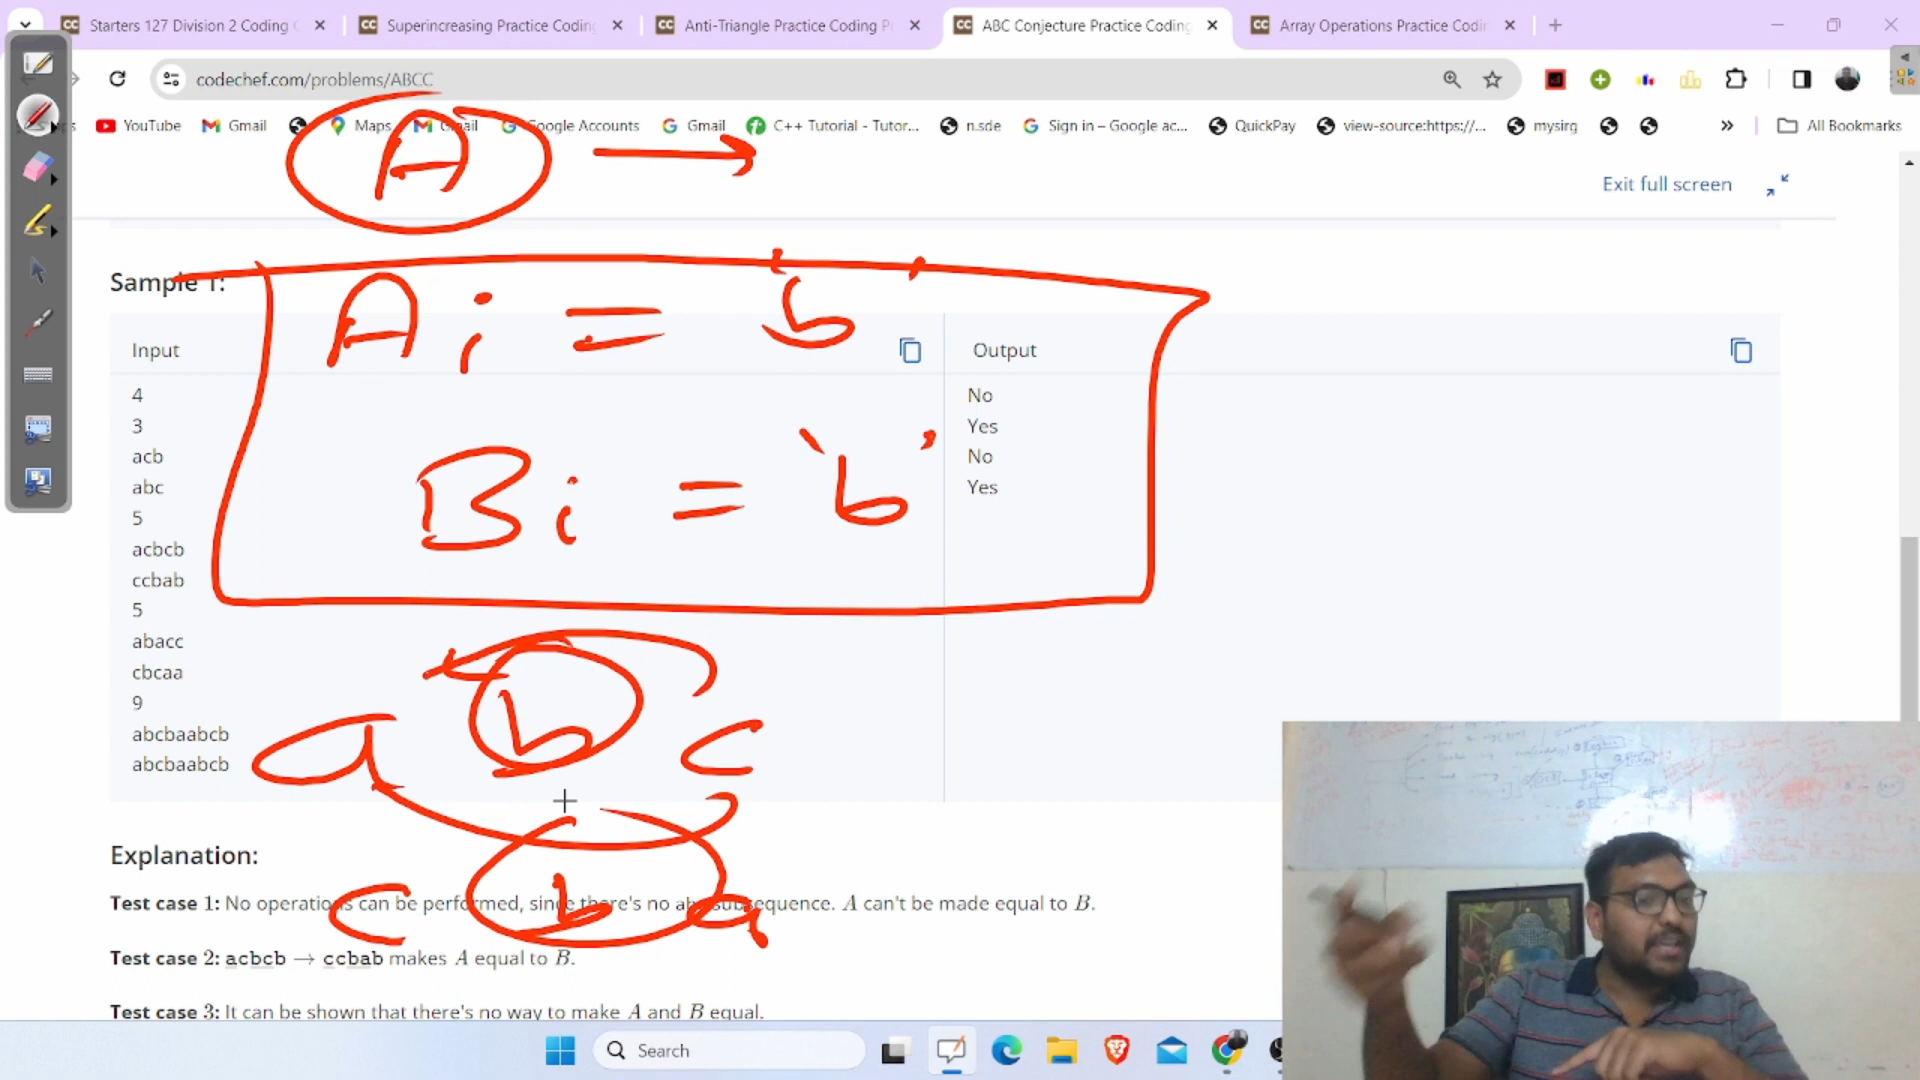 Starters 127 Division 2 Coding
Superincreasing Practice Coding
Anti-Triangle Practice Coding P
ABC Conjecture Practice Coding
Array Operations Practice Codin
codechef.com/problems/ABCC
YouTube
Gmail
Maps
Gmail
Google Accounts
Gmail
C++ Tutorial - Tutor...
n.sde
Sign in – Google ac...
QuickPay
view-source:https://...
mysirg
All Bookmarks
A
Exit full screen
Sample 1:
Ai = 'b'
Bi = 'b'
Input
Output
4
3
acb
abc
5
acbcb
ccbab
5
abacc
cbcaa
9
abcbaabcb
abcbaabcb
No
Yes
No
Yes
a b c
c b a
Explanation:
Test case 1: No operations can be performed, since there's no abc subsequence. A can't be made equal to B.
Test case 2: acbcb → ccbab makes A equal to B.
Test case 3: It can be shown that there's no way to make A and B equal.
Search